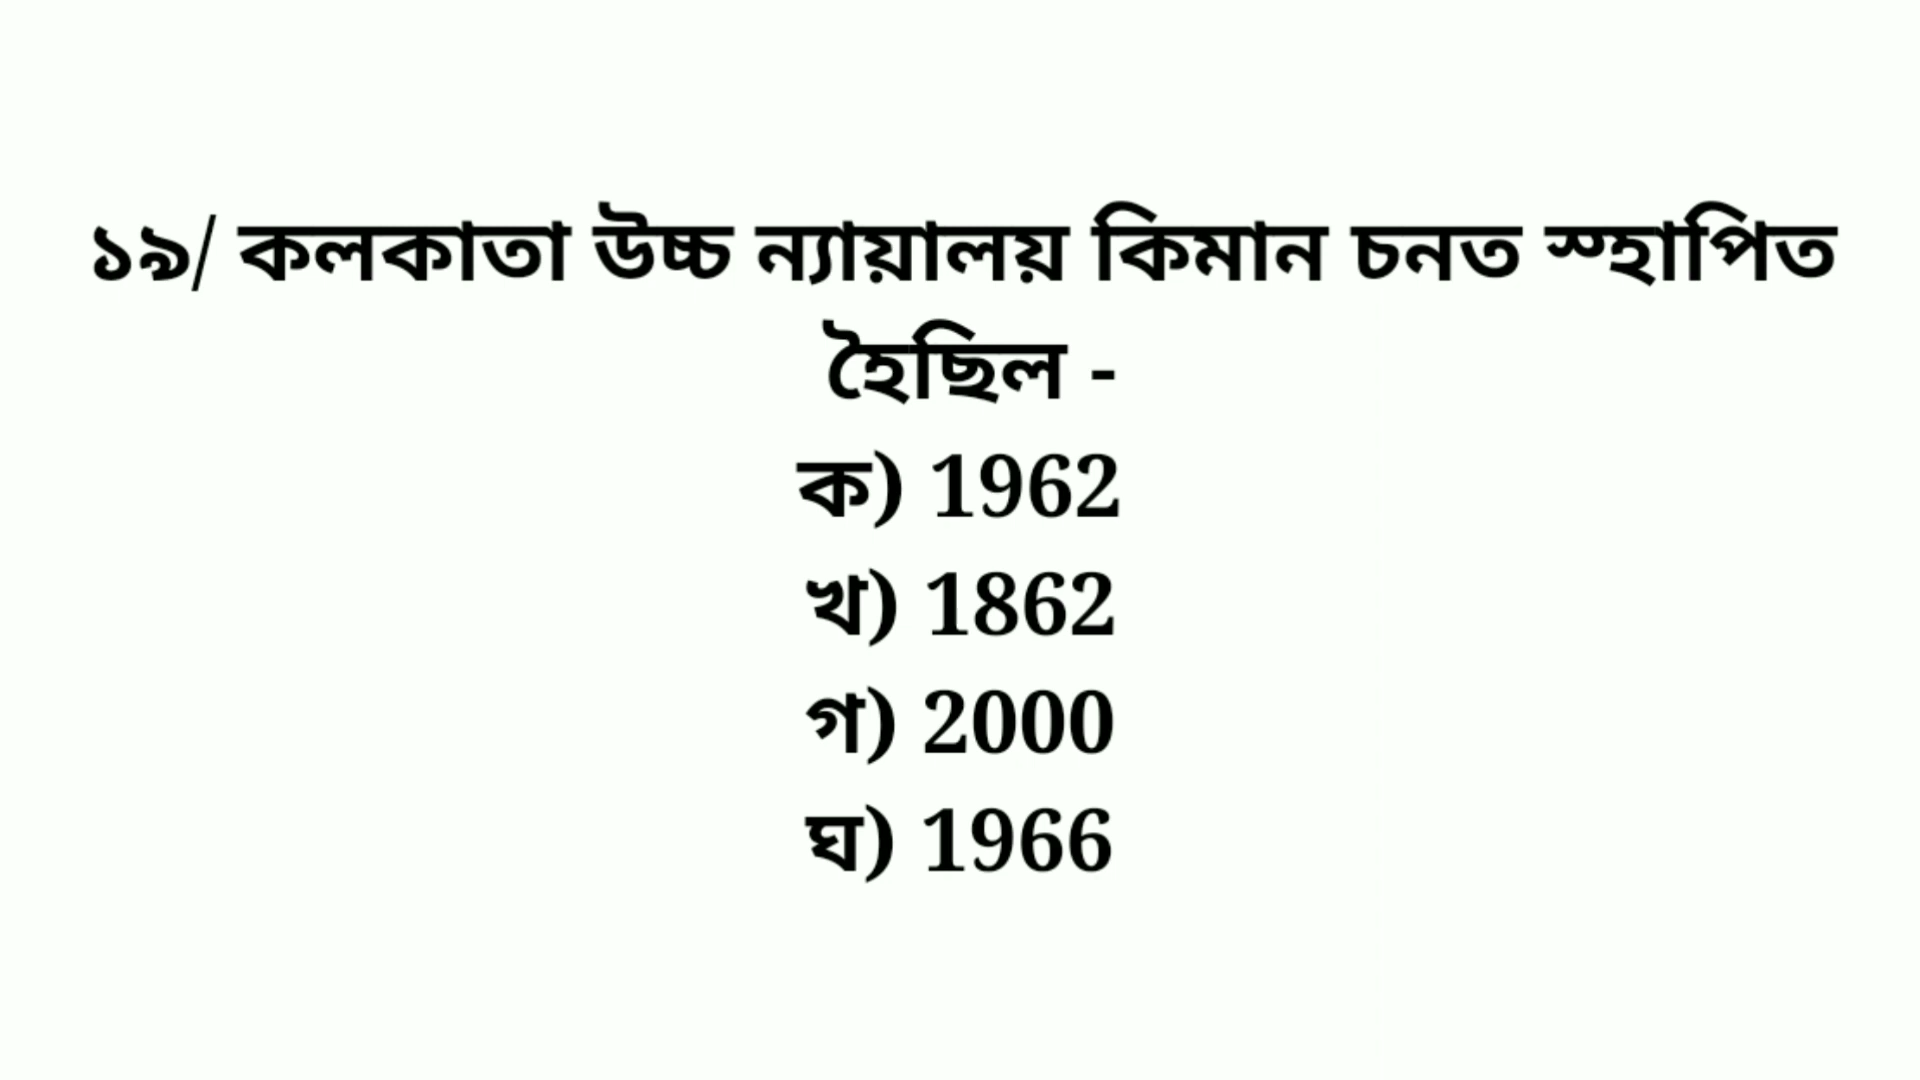 ১৯/ কলকাতা উচ্চ ন্যায়ালয় কিমান চনত স্হাপিত
হৈছিল -
ক) 1962
খ) 1862
গ) 2000
ঘ) 1966